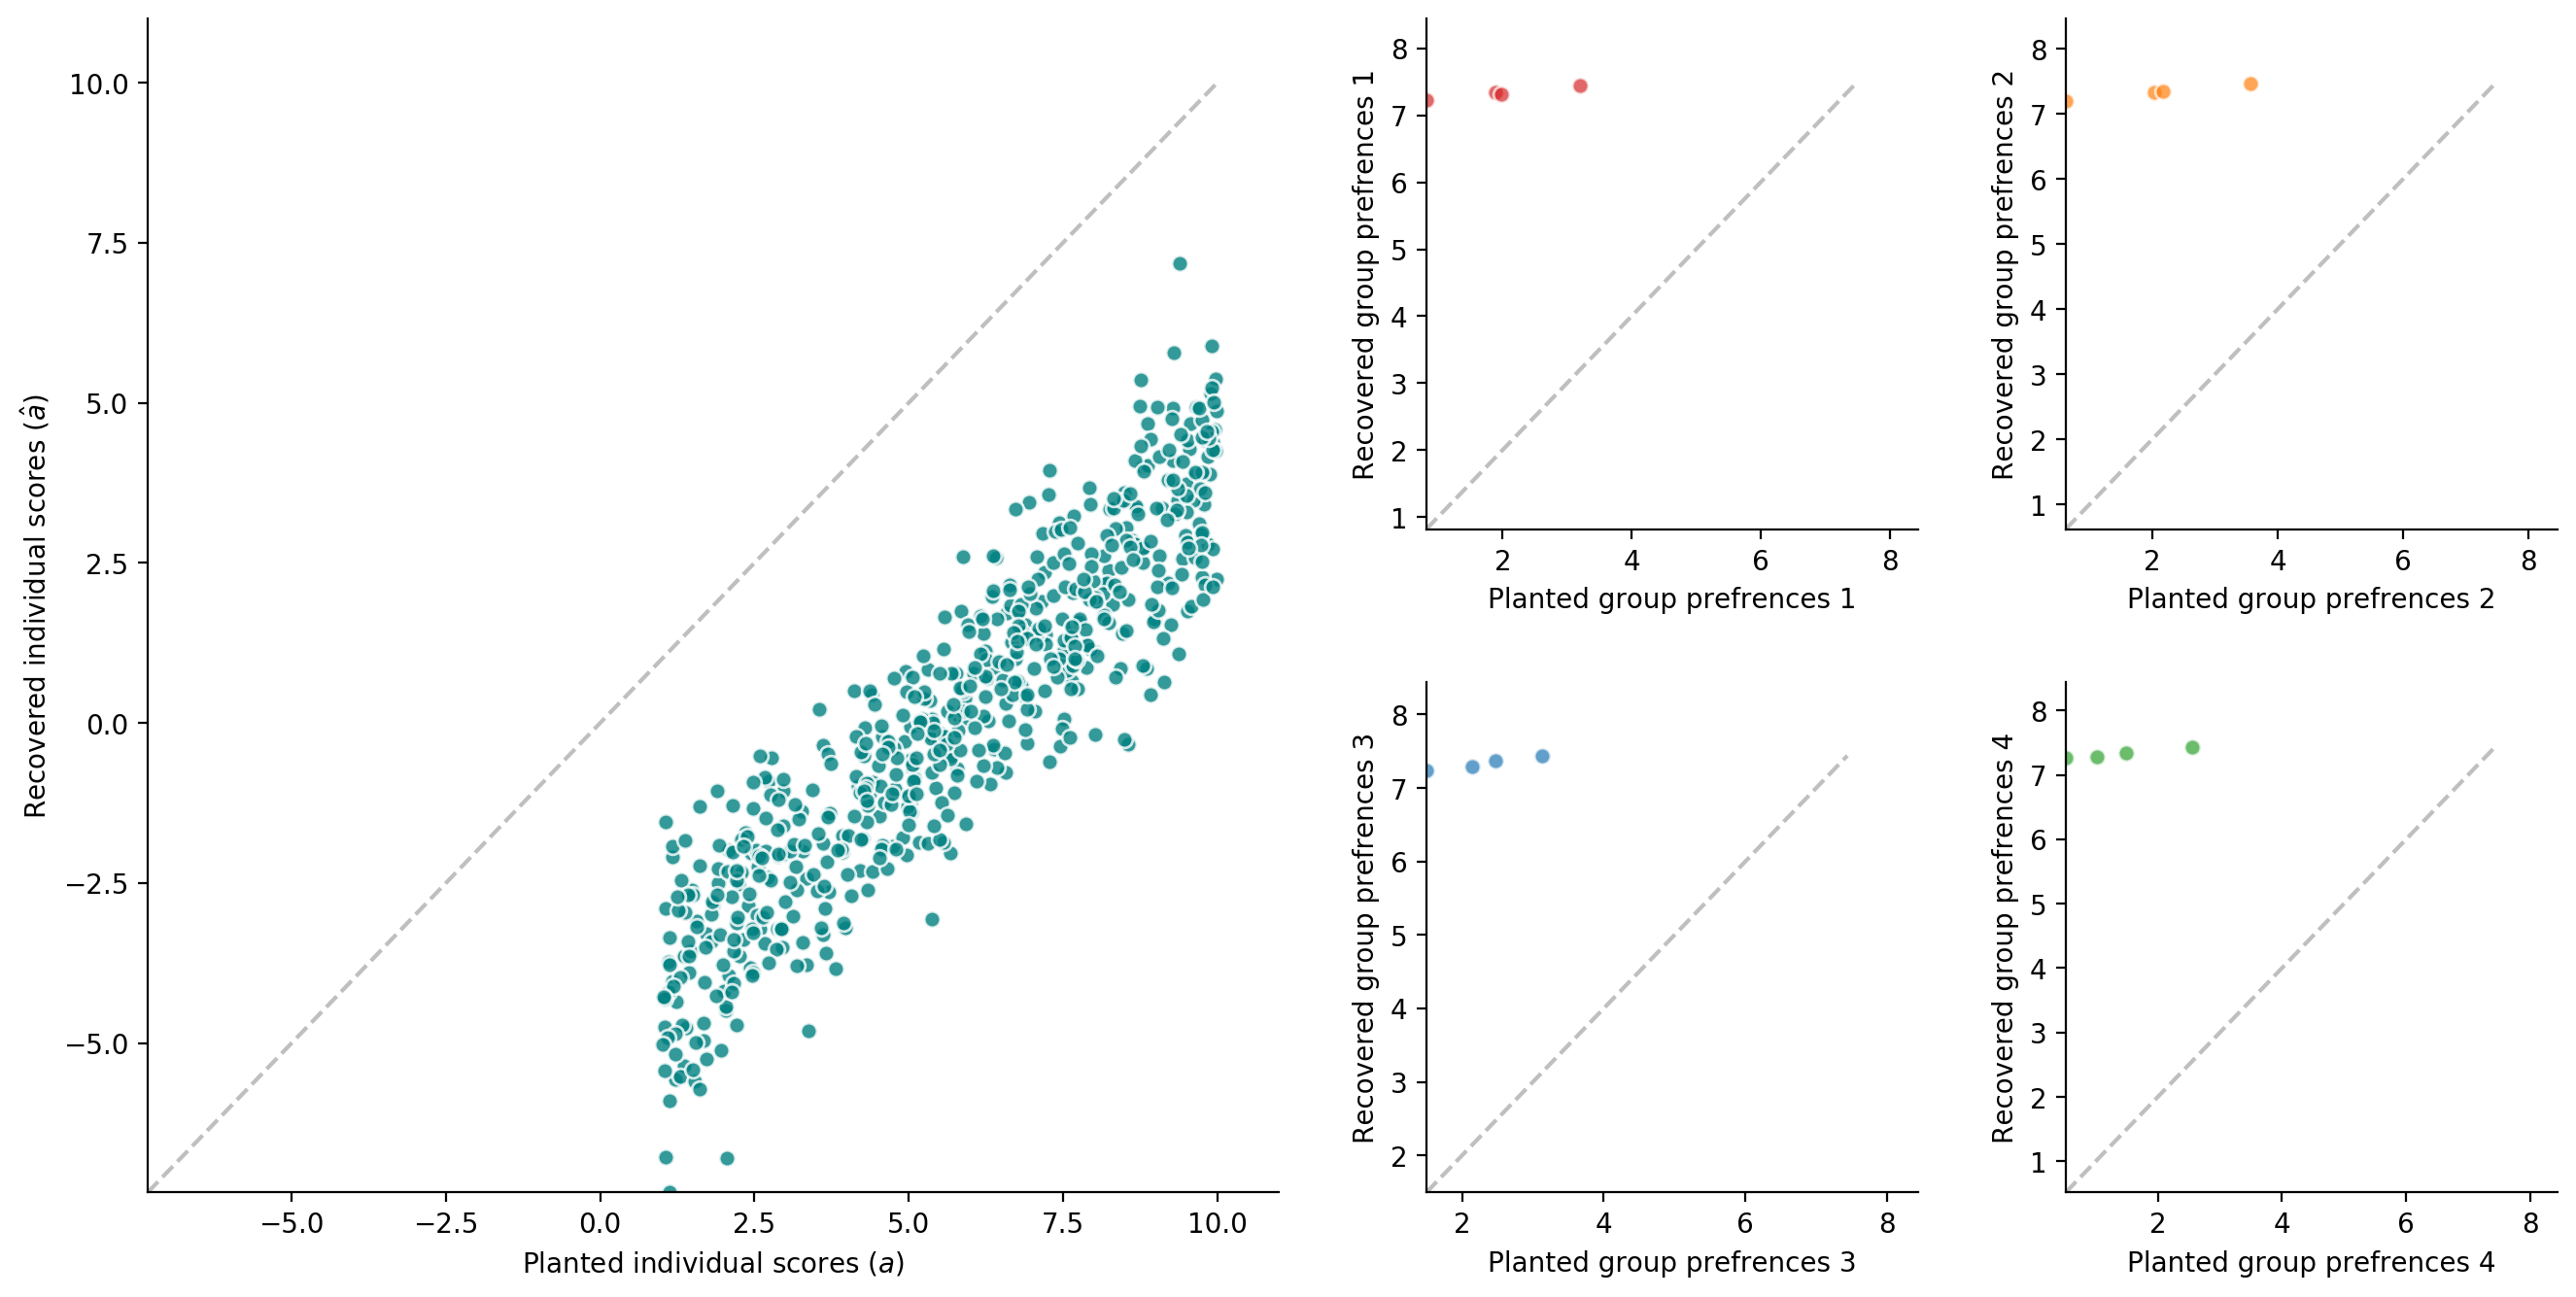 10.0
7.5
5.0
2.5
0.0
−2.5
−5.0
Recovered individual scores (â)
−5.0 −2.5 0.0 2.5 5.0 7.5 10.0
Planted individual scores (a)
8
7
6
5
4
3
2
1
Recovered group prefrences 1
2 4 6 8
Planted group prefrences 1
8
7
6
5
4
3
2
1
Recovered group prefrences 2
2 4 6 8
Planted group prefrences 2
8
7
6
5
4
3
2
Recovered group prefrences 3
2 4 6 8
Planted group prefrences 3
8
7
6
5
4
3
2
1
Recovered group prefrences 4
2 4 6 8
Planted group prefrences 4